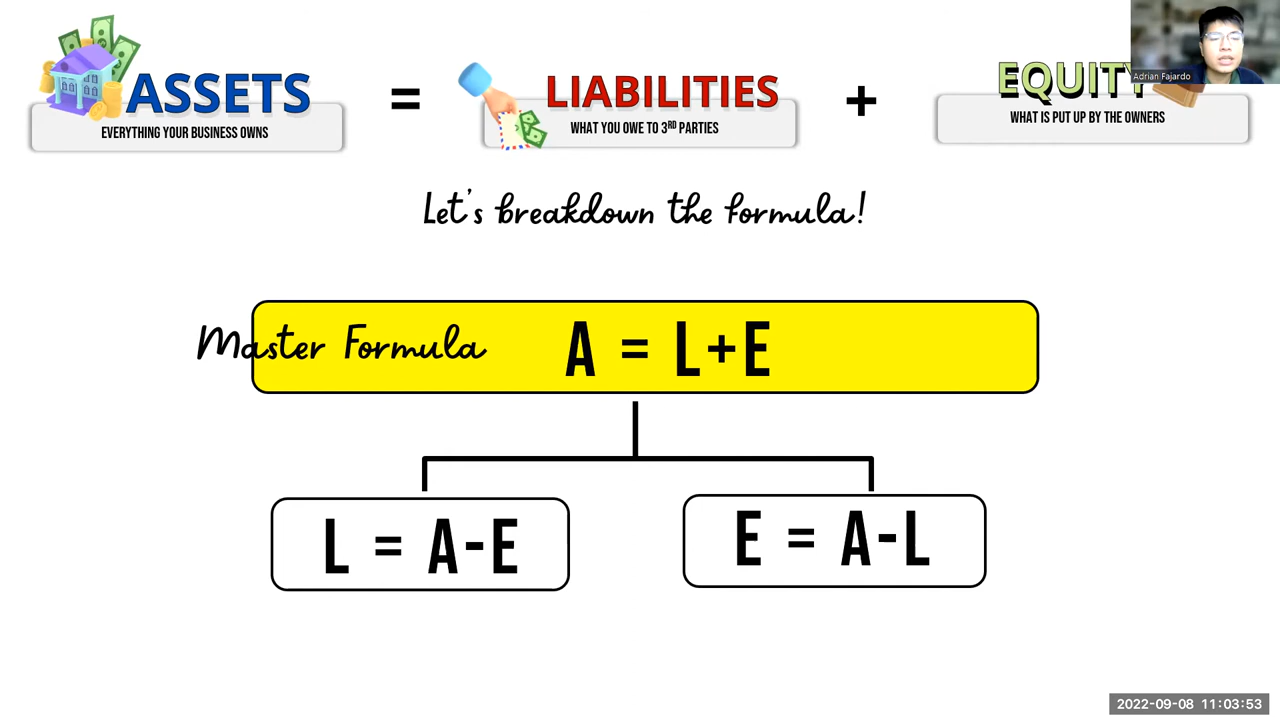 ASSETS = LIABILITIES + EQUITY
Adrian Fajardo
EVERYTHING YOUR BUSINESS OWNS
WHAT YOU OWE TO 3RD PARTIES
WHAT IS PUT UP BY THE OWNERS
Let's breakdown the formula!
Master Formula A = L+E
L = A-E
E = A-L
2022-09-08 11:03:53